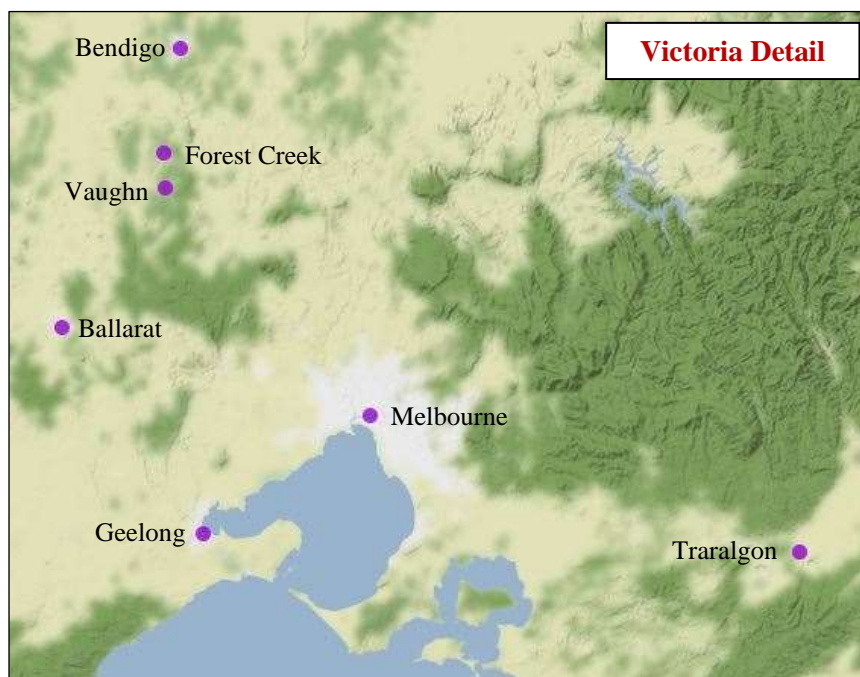 Bendigo
Victoria Detail
Forest Creek
Vaughn
Ballarat
Melbourne
Geelong
Traralgon